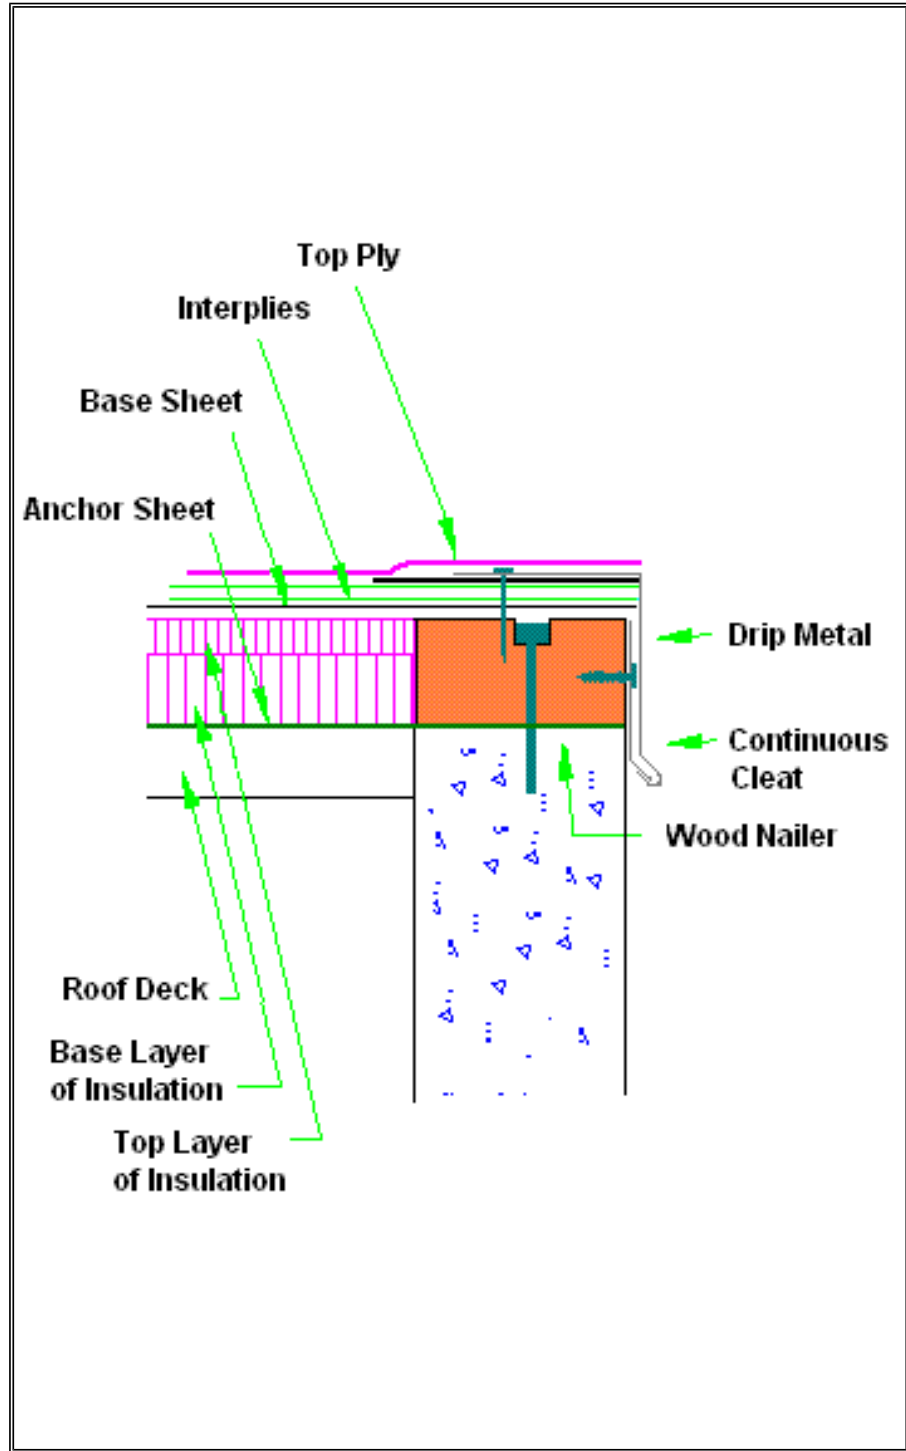 Top Ply
Interplies
Base Sheet
Anchor Sheet
Drip Metal
Continuous
Cleat
Wood Nailer
Roof Deck
Base Layer
of Insulation
Top Layer
of Insulation